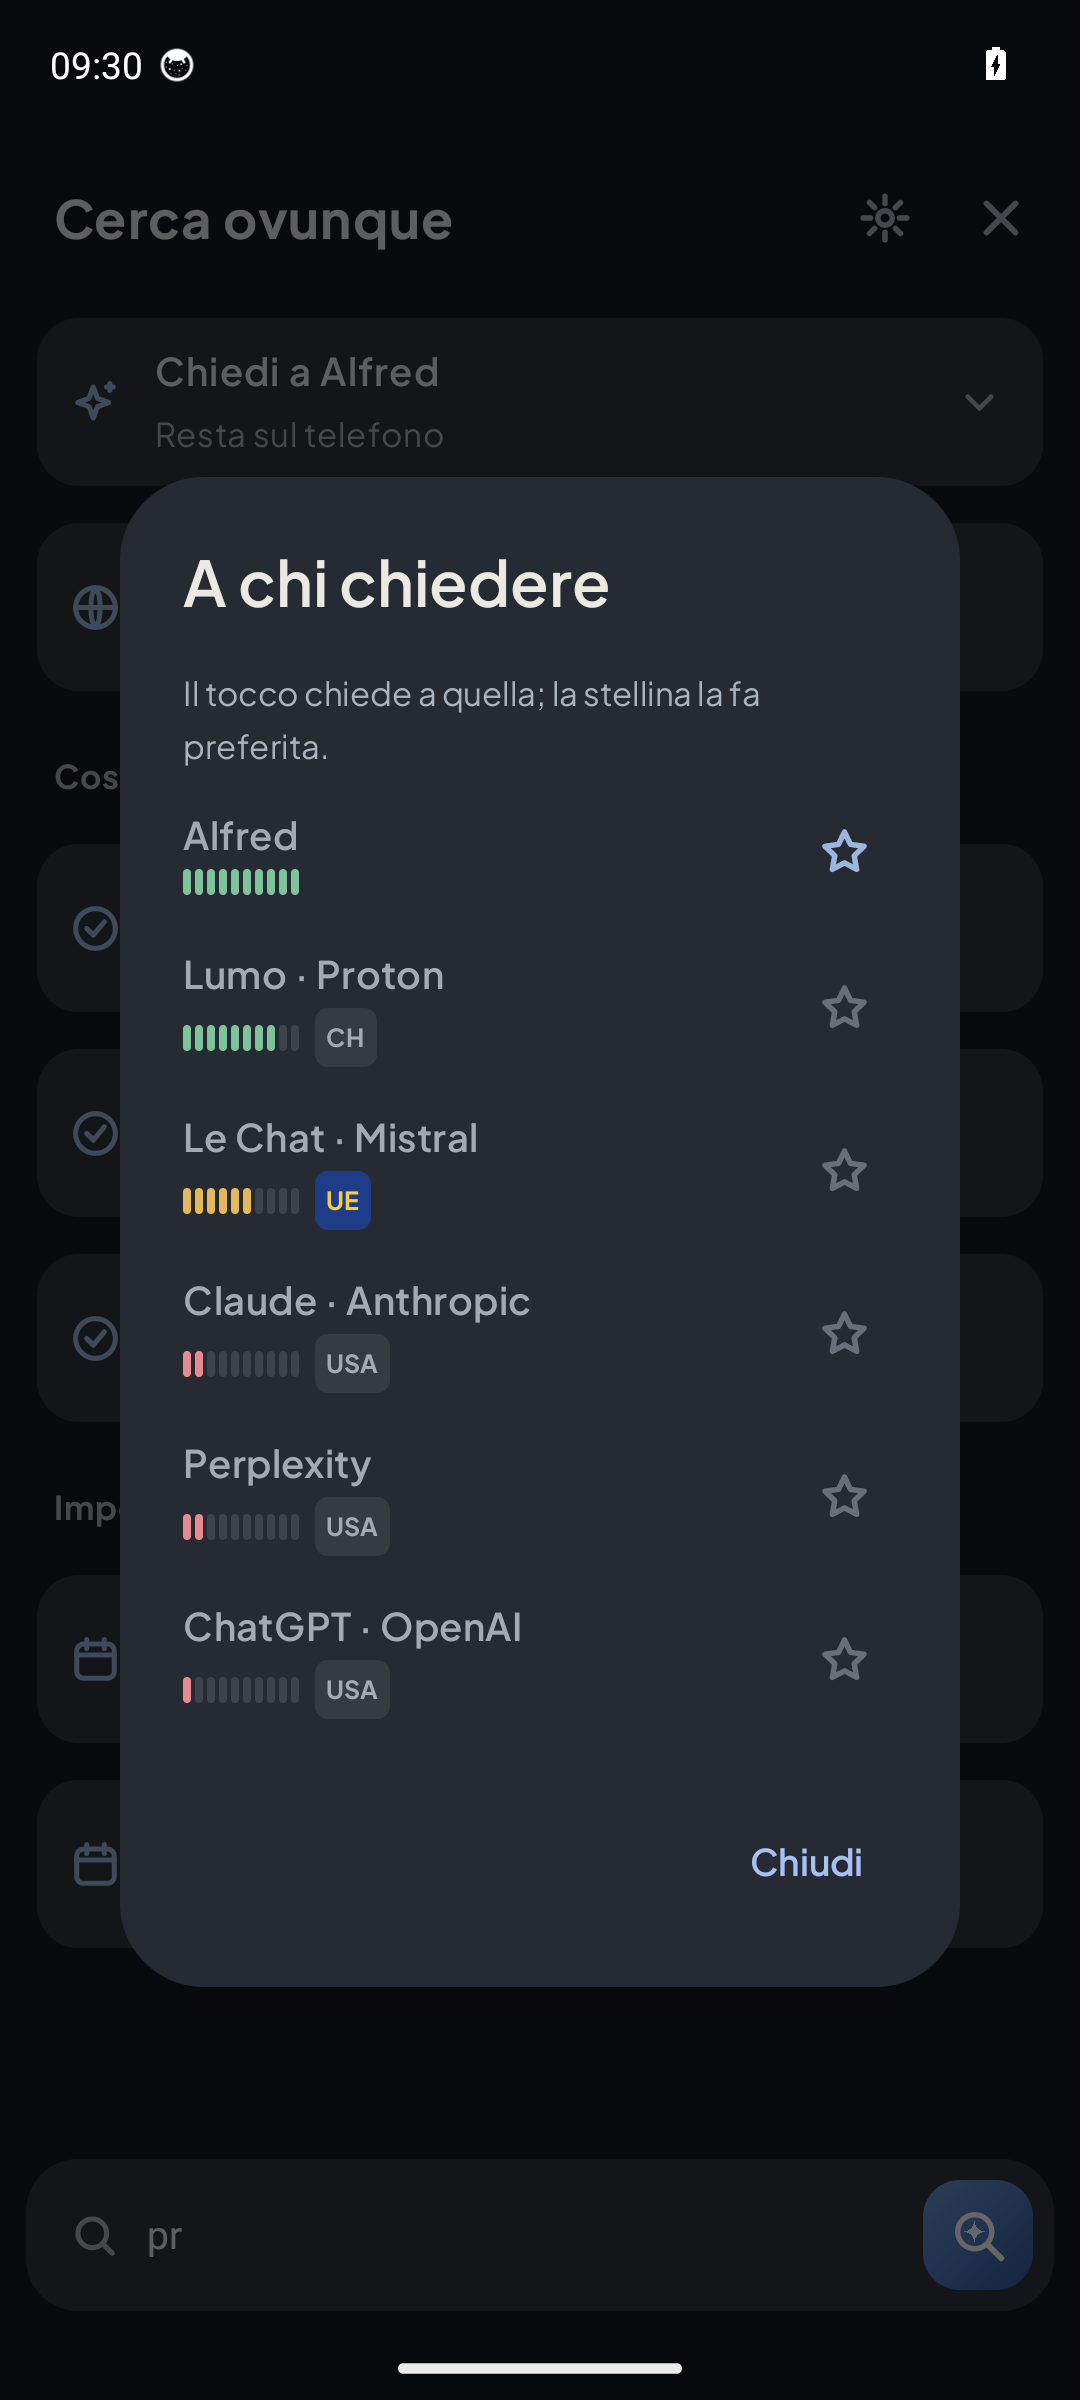 09:30
Cerca ovunque
Chiedi a Alfred
Resta sul telefono
A chi chiedere
Il tocco chiede a quella; la stellina la fa
preferita.
Cos
Alfred
Lumo · Proton
CH
Le Chat · Mistral
UE
Claude · Anthropic
USA
Perplexity
USA
Imp
ChatGPT · OpenAI
USA
Chiudi
pr